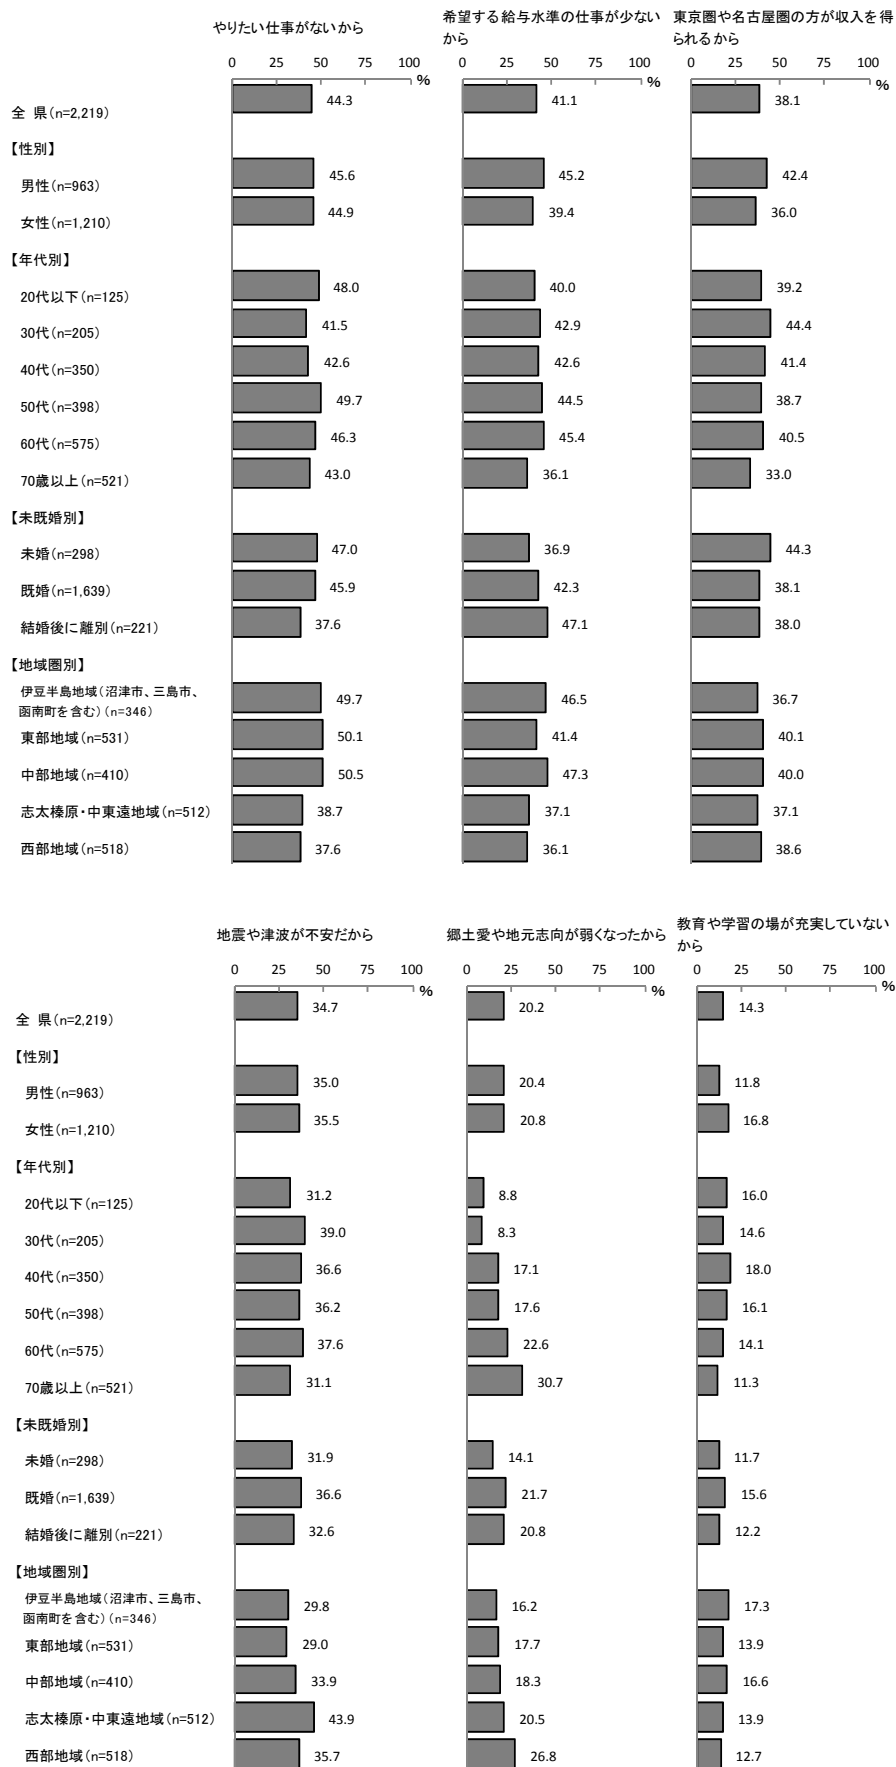 やりたい仕事がないから
希望する給与水準の仕事が少ない
から
東京圏や名古屋圏の方が収入を得
られるから
0 25 50 75 100 0 25 50 75 100 0 25 50 75 100
% % %
全 県(n=2,219) 44.3 41.1 38.1
【性別】
男性(n=963) 45.6 45.2 42.4
女性(n=1,210) 44.9 39.4 36.0
【年代別】
20代以下(n=125) 48.0 40.0 39.2
30代(n=205) 41.5 42.9 44.4
40代(n=350) 42.6 42.6 41.4
50代(n=398) 49.7 44.5 38.7
60代(n=575) 46.3 45.4 40.5
70歳以上(n=521) 43.0 36.1 33.0
【未既婚別】
未婚(n=298) 47.0 36.9 44.3
既婚(n=1,639) 45.9 42.3 38.1
結婚後に離別(n=221) 37.6 47.1 38.0
【地域圏別】
伊豆半島地域(沼津市、三島市、
函南町を含む)(n=346) 49.7 46.5 36.7
東部地域(n=531) 50.1 41.4 40.1
中部地域(n=410) 50.5 47.3 40.0
志太榛原・中東遠地域(n=512) 38.7 37.1 37.1
西部地域(n=518) 37.6 36.1 38.6
地震や津波が不安だから
郷土愛や地元志向が弱くなったから
教育や学習の場が充実していない
から
0 25 50 75 100 0 25 50 75 100 0 25 50 75 100
% % %
全 県(n=2,219) 34.7 20.2 14.3
【性別】
男性(n=963) 35.0 20.4 11.8
女性(n=1,210) 35.5 20.8 16.8
【年代別】
20代以下(n=125) 31.2 8.8 16.0
30代(n=205) 39.0 8.3 14.6
40代(n=350) 36.6 17.1 18.0
50代(n=398) 36.2 17.6 16.1
60代(n=575) 37.6 22.6 14.1
70歳以上(n=521) 31.1 30.7 11.3
【未既婚別】
未婚(n=298) 31.9 14.1 11.7
既婚(n=1,639) 36.6 21.7 15.6
結婚後に離別(n=221) 32.6 20.8 12.2
【地域圏別】
伊豆半島地域(沼津市、三島市、
函南町を含む)(n=346) 29.8 16.2 17.3
東部地域(n=531) 29.0 17.7 13.9
中部地域(n=410) 33.9 18.3 16.6
志太榛原・中東遠地域(n=512) 43.9 20.5 13.9
西部地域(n=518) 35.7 26.8 12.7